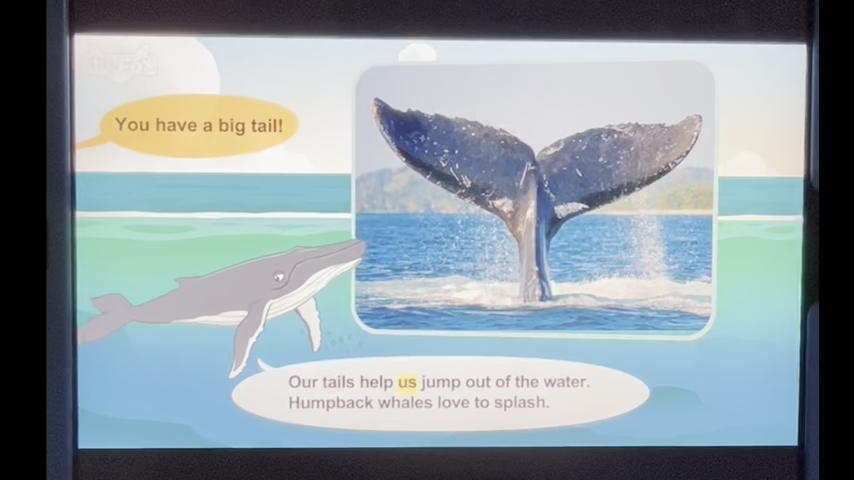 You have a big tail!
Our tails help us jump out of the water.
Humpback whales love to splash.